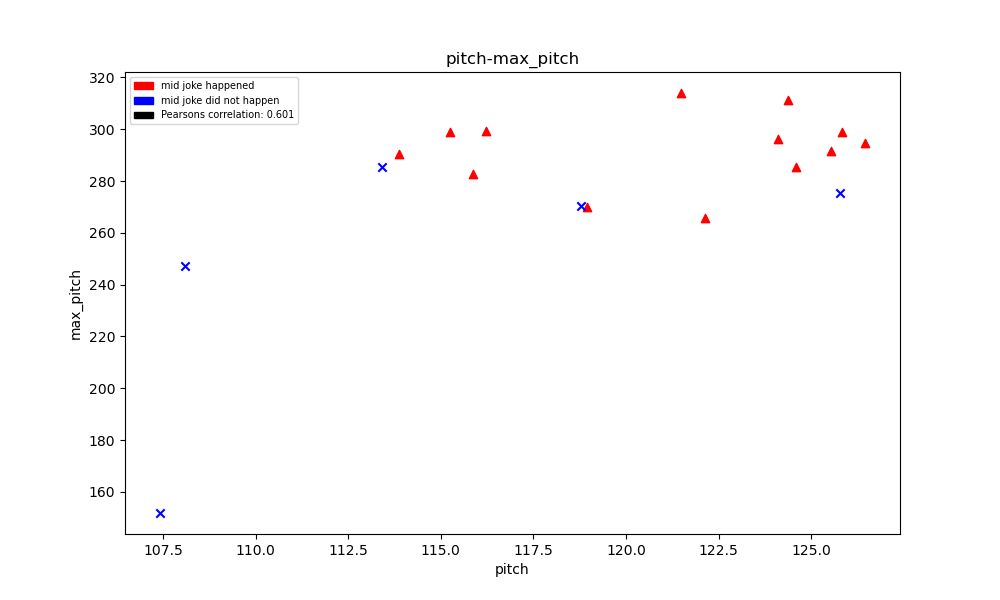 pitch-max_pitch
mid joke happened
mid joke did not happen
Pearsons correlation: 0.601
320
300
280
260
240
220
200
180
160
max_pitch
107.5 110.0 112.5 115.0 117.5 120.0 122.5 125.0
pitch